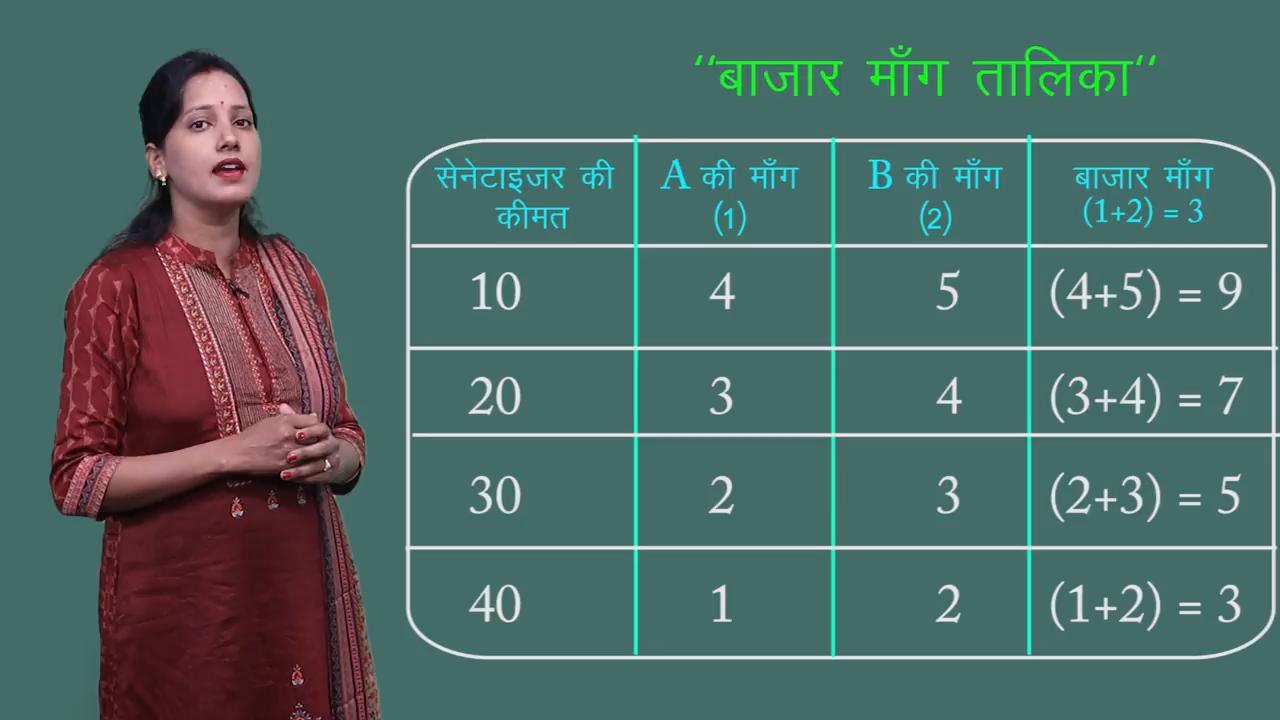 ‘‘बाजार माँग तालिका‘‘
सेनेटाइजर की कीमत A की माँग (1) B की माँग (2) बाजार माँग (1+2) = 3
10 4 5 (4+5) = 9
20 3 4 (3+4) = 7
30 2 3 (2+3) = 5
40 1 2 (1+2) = 3